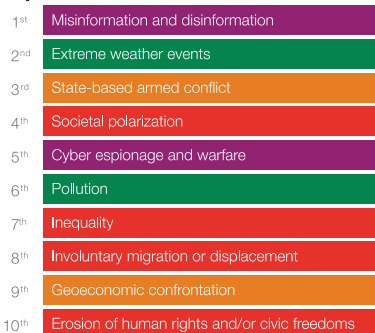 1st Misinformation and disinformation
2nd Extreme weather events
3rd State-based armed conflict
4th Societal polarization
5th Cyber espionage and warfare
6th Pollution
7th Inequality
8th Involuntary migration or displacement
9th Geoeconomic confrontation
10th Erosion of human rights and/or civic freedoms